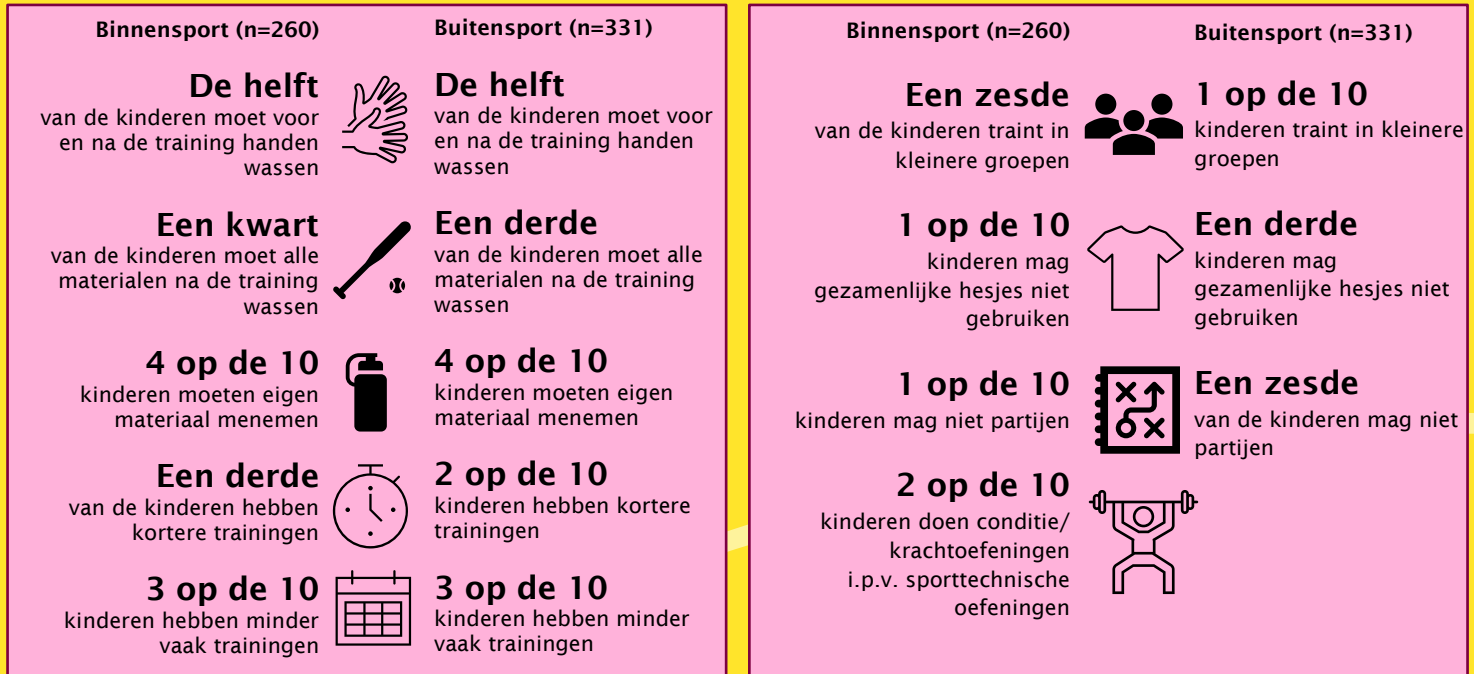 Binnensport (n=260)
Buitensport (n=331)
De helft
van de kinderen moet voor
en na de training handen
wassen
De helft
van de kinderen moet voor
en na de training handen
wassen
Een kwart
van de kinderen moet alle
materialen na de training
wassen
Een derde
van de kinderen moet alle
materialen na de training
wassen
4 op de 10
kinderen moeten eigen
materiaal menemen
4 op de 10
kinderen moeten eigen
materiaal menemen
Een derde
van de kinderen hebben
kortere trainingen
2 op de 10
kinderen hebben kortere
trainingen
3 op de 10
kinderen hebben minder
vaak trainingen
3 op de 10
kinderen hebben minder
vaak trainingen
Binnensport (n=260)
Buitensport (n=331)
Een zesde
van de kinderen traint in
kleinere groepen
1 op de 10
kinderen traint in kleinere
groepen
1 op de 10
kinderen mag
gezamenlijke hesjes niet
gebruiken
Een derde
kinderen mag
gezamenlijke hesjes niet
gebruiken
1 op de 10
kinderen mag niet partijen
Een zesde
van de kinderen mag niet
partijen
2 op de 10
kinderen doen conditie/
krachtoefeningen
i.p.v. sporttechnische
oefeningen